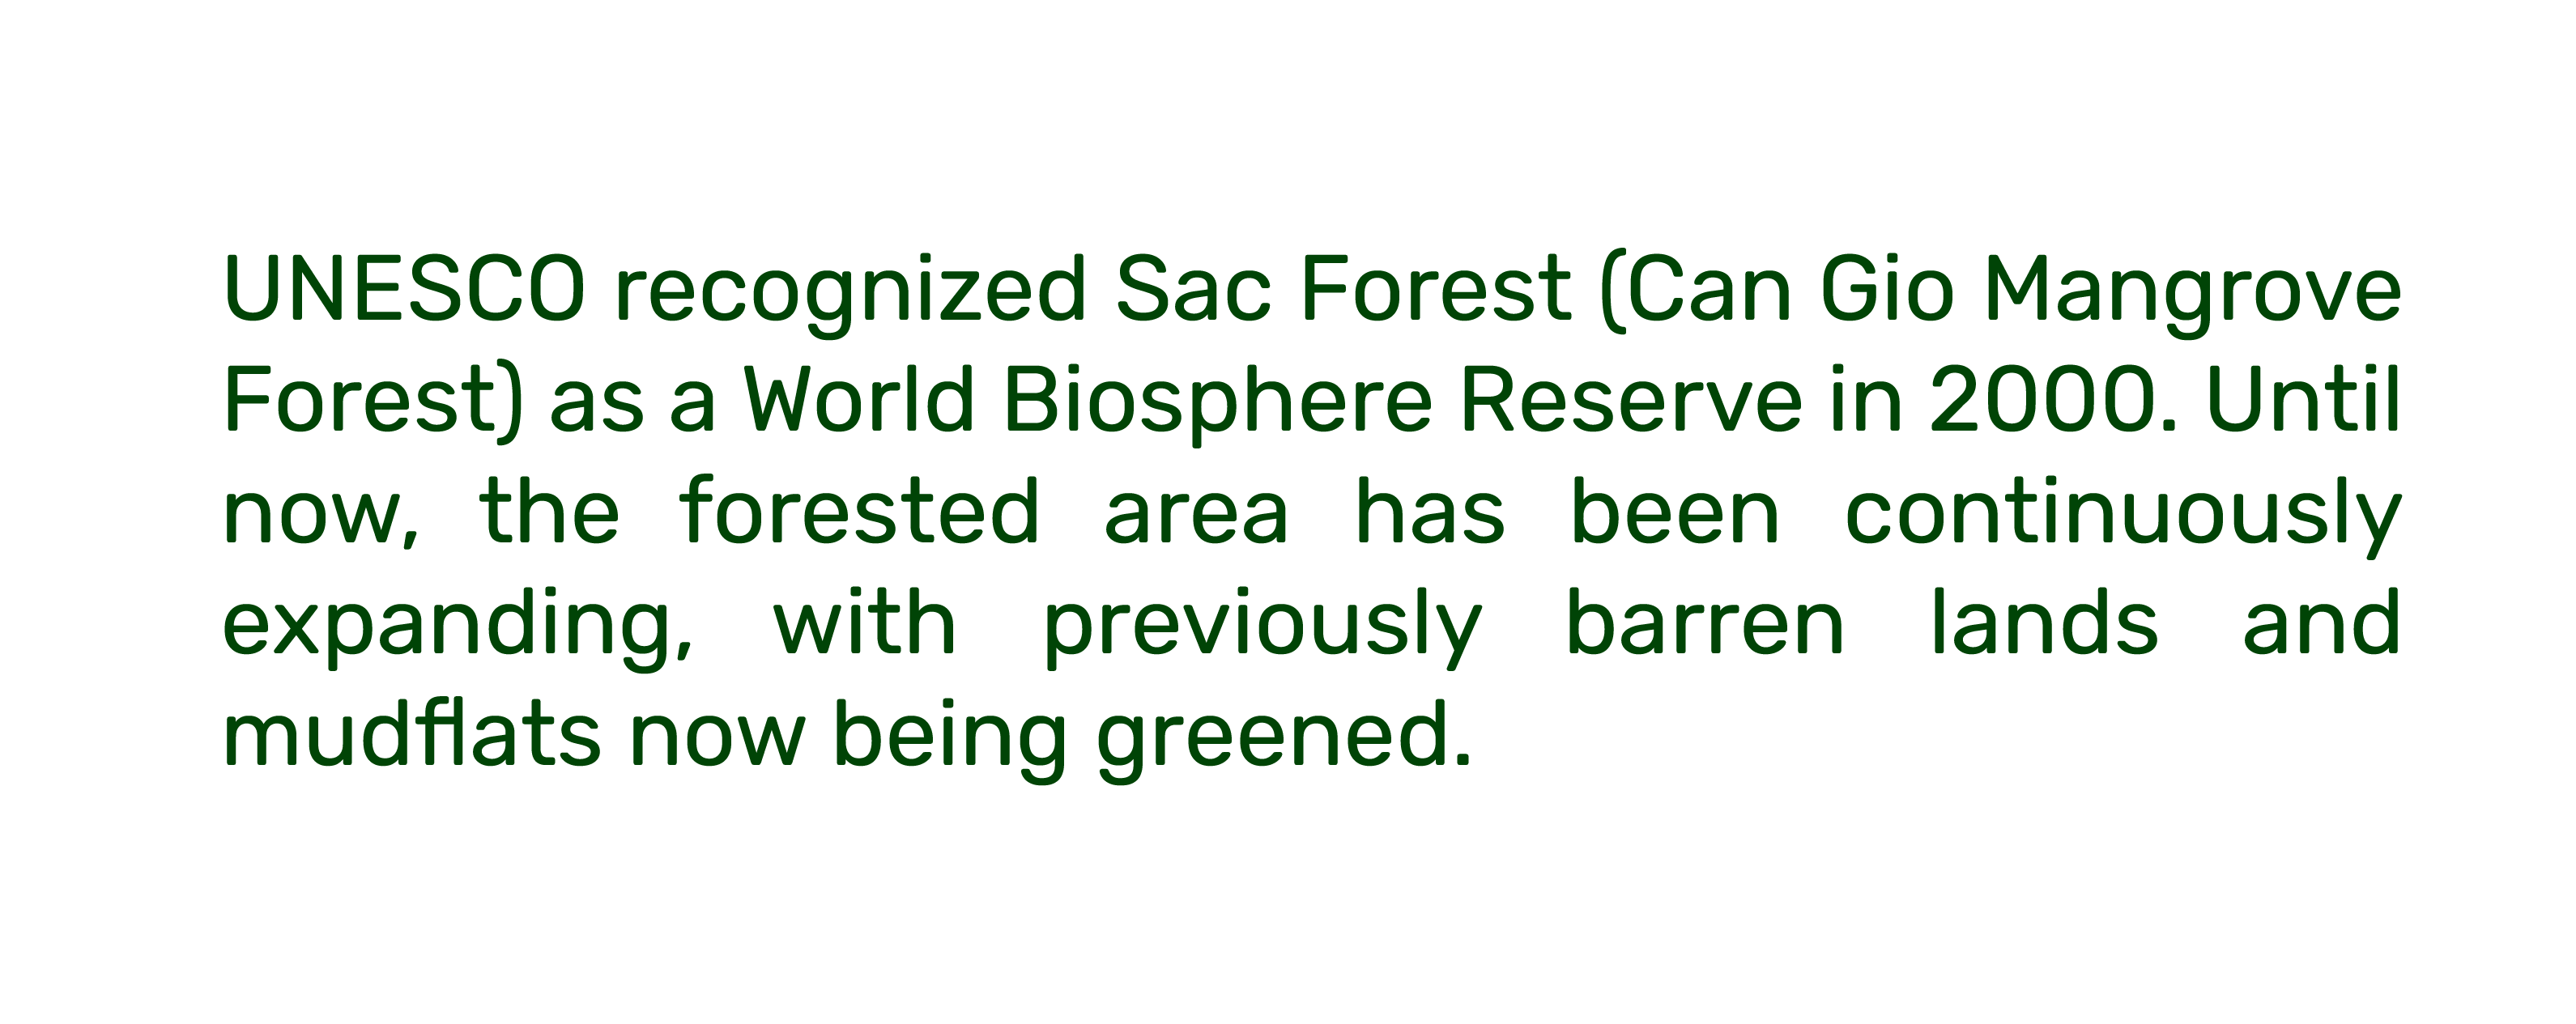 UNESCO recognized Sac Forest (Can Gio Mangrove
Forest) as a World Biosphere Reserve in 2000. Until
now, the forested area has been continuously
expanding, with previously barren lands and
mudflats now being greened.